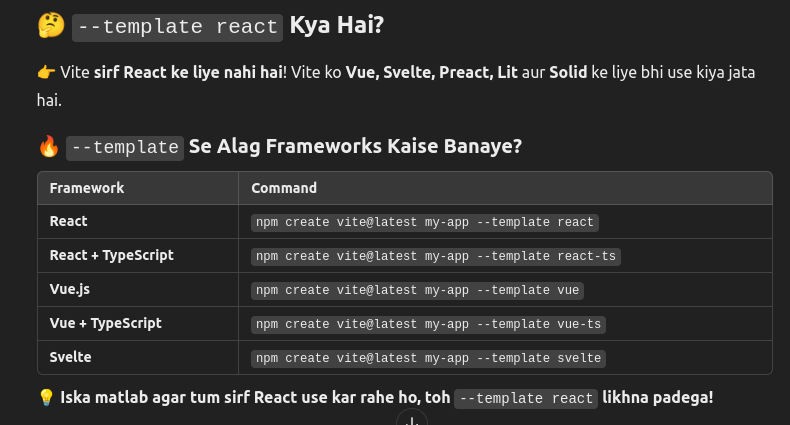 🤔 --template react Kya Hai?
👉 Vite sirf React ke liye nahi hai! Vite ko Vue, Svelte, Preact, Lit aur Solid ke liye bhi use kiya jata
hai.
🔥 --template Se Alag Frameworks Kaise Banaye?
Framework Command
React npm create vite@latest my-app --template react
React + TypeScript npm create vite@latest my-app --template react-ts
Vue.js npm create vite@latest my-app --template vue
Vue + TypeScript npm create vite@latest my-app --template vue-ts
Svelte npm create vite@latest my-app --template svelte
💡 Iska matlab agar tum sirf React use kar rahe ho, toh --template react likhna padega!